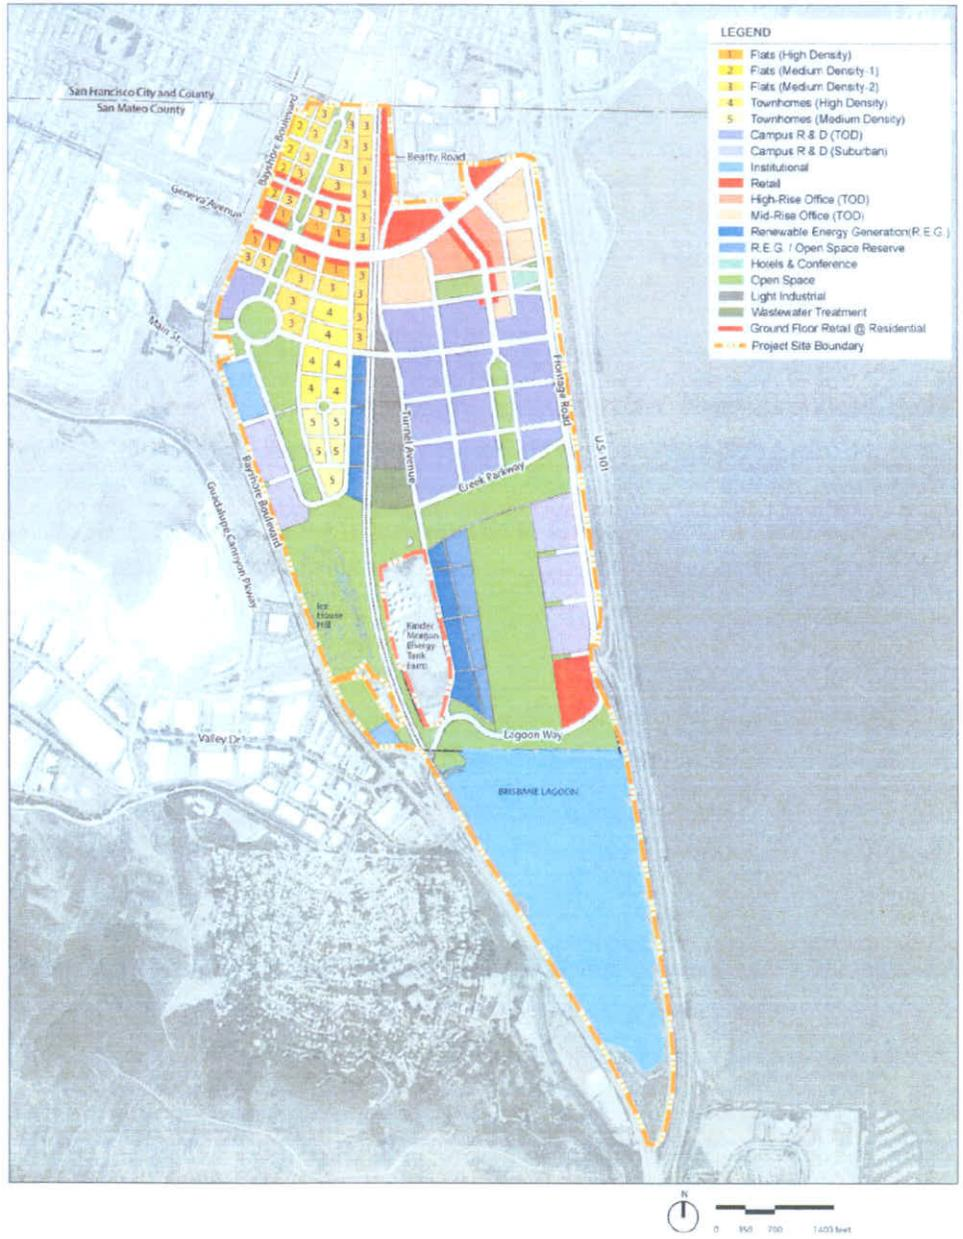 LEGEND
1 Flats (High Density)
2 Flats (Medium Density-1)
3 Flats (Medium Density-2)
4 Townhomes (High Density)
5 Townhomes (Medium Density)
Campus R & D (TOD)
Campus R & D (Suburban)
Institutional
Retail
High-Rise Office (TOD)
Mid-Rise Office (TOD)
Renewable Energy Generation(R.E.G.)
R.E.G. / Open Space Reserve
Hotels & Conference
Open Space
Light Industrial
Wastewater Treatment
Ground Floor Retail @ Residential
Project Site Boundary
San Francisco City and County
San Mateo County
Bayshore Boulevard
Beatty Road
Geneva Avenue
Main St.
Frontage Road
U.S. 101
Tunnel Avenue
Creek Parkway
Bayshore Boulevard
Guadalupe Cannyon Pkway
Ice
House
Hill
Kinder
Morgan
Energy
Tank
Farm
Valley Dr
Lagoon Way
BRISBANE LAGOON
N
0 350 700 1400 feet